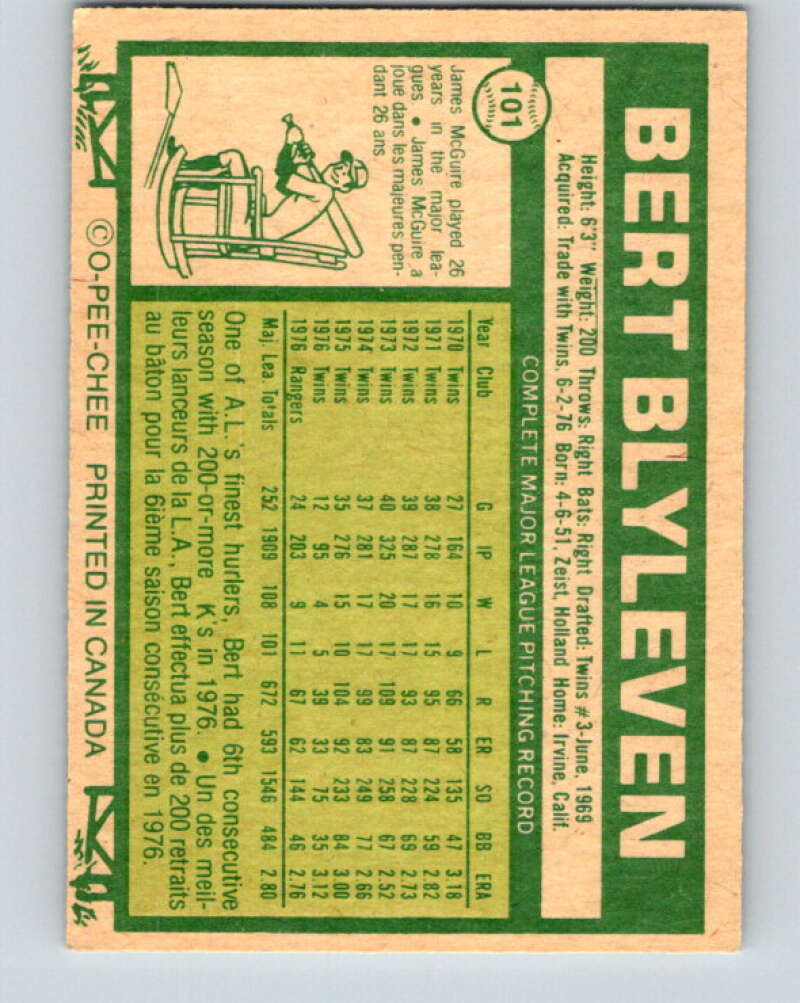 BERT BLYLEVEN
Height: 6'3" Weight: 200 Throws: Right Bats: Right Drafted: Twins #3-June, 1969
Acquired: Trade with Twins, 6-2-76 Born: 4-6-51, Zeist, Holland Home: Irvine, Calif.
101
COMPLETE MAJOR LEAGUE PITCHING RECORD
James McGuire played 26
years in the major lea-
gues. • James McGuire a
joué dans les majeures pen-
dant 26 ans.
Year Club G IP W L R ER SO BB ERA
1970 Twins 27 164 10 9 66 58 135 47 3.18
1971 Twins 38 278 16 15 95 87 224 59 2.82
1972 Twins 39 287 17 17 93 87 228 69 2.73
1973 Twins 40 325 20 17 109 91 258 67 2.52
1974 Twins 37 281 17 17 99 83 249 77 2.66
1975 Twins 35 276 15 10 104 92 233 84 3.00
1976 Twins 12 95 4 5 39 33 75 35 3.12
1976 Rangers 24 203 9 11 67 62 144 46 2.76
Maj. Lea. Totals 252 1909 108 101 672 593 1546 484 2.80
One of A.L.'s finest hurlers, Bert had 6th consecutive
season with 200-or-more K's in 1976. • Un des meil-
leurs lanceurs de la L.A., Bert effectua plus de 200 retraits
au bâton pour la 6ième saison consécutive en 1976.
©O-PEE-CHEE PRINTED IN CANADA